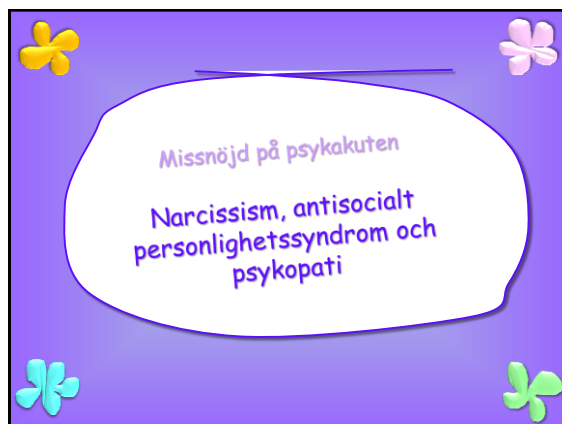 Missnöjd på psykakuten
Narcissism, antisocialt
personlighetssyndrom och
psykopati